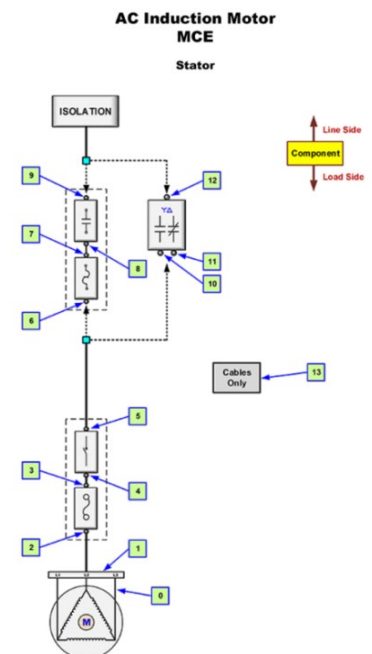 AC Induction Motor
MCE
Stator
ISOLATION
Line Side
Component
Load Side
9
12
YΔ
7
8
11
10
6
Cables
Only
13
5
3
4
2
1
0
M